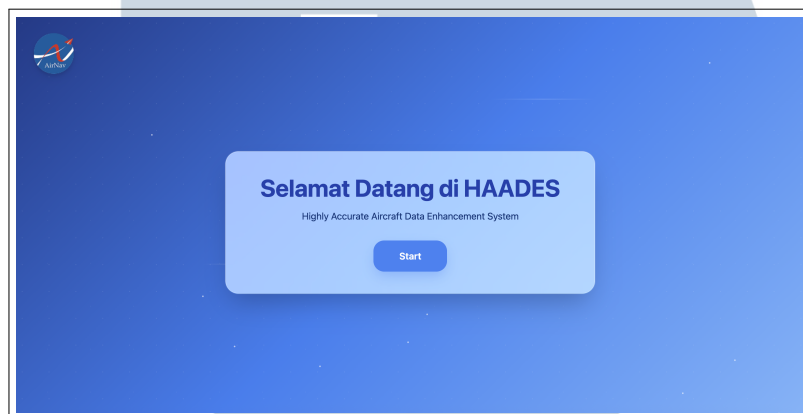 AirNav
Selamat Datang di HAADES
Highly Accurate Aircraft Data Enhancement System
Start